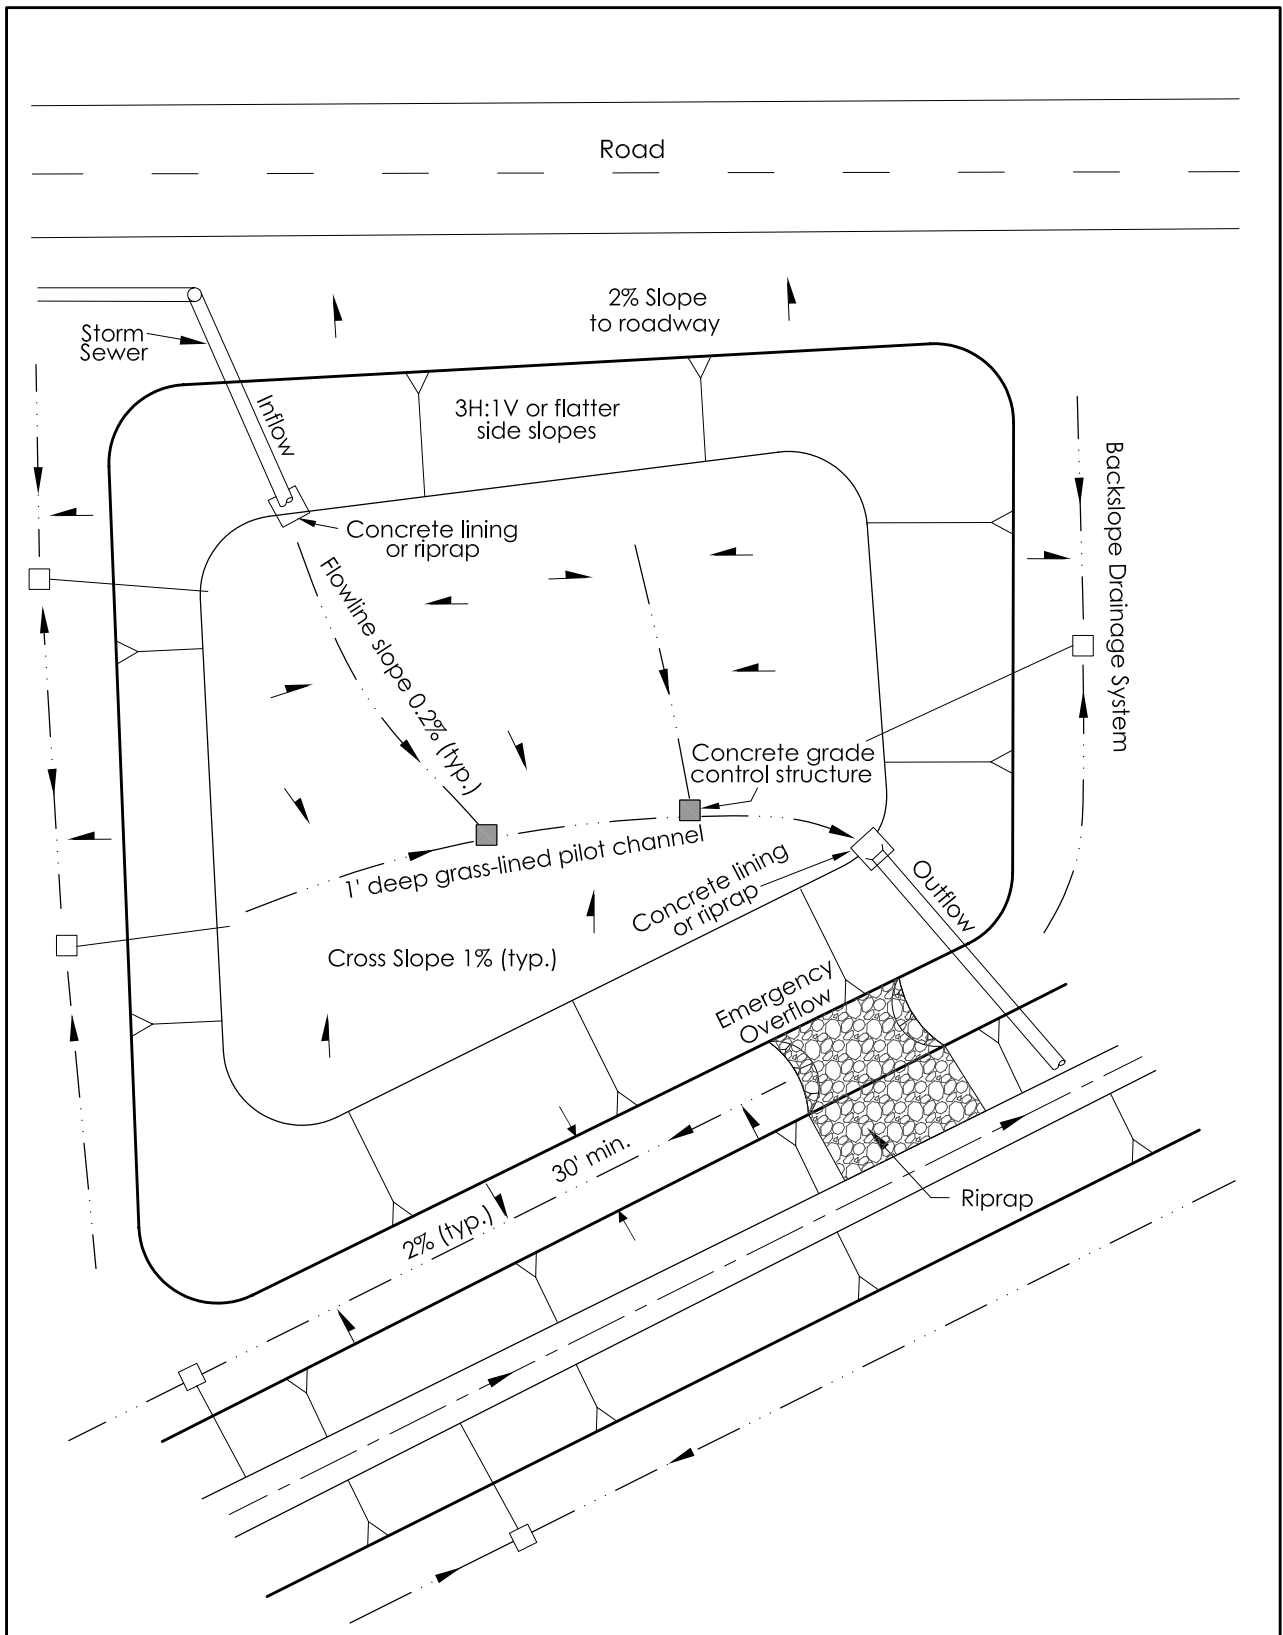 Road
2% Slope
to roadway
Storm
Sewer
Inflow
3H:1V or flatter
side slopes
Concrete lining
or riprap
Backslope Drainage System
Flowline slope 0.2% (typ.)
Concrete grade
control structure
1' deep grass-lined pilot channel
Concrete lining
or riprap
Outflow
Cross Slope 1% (typ.)
Emergency
Overflow
30' min.
2% (typ.)
Riprap